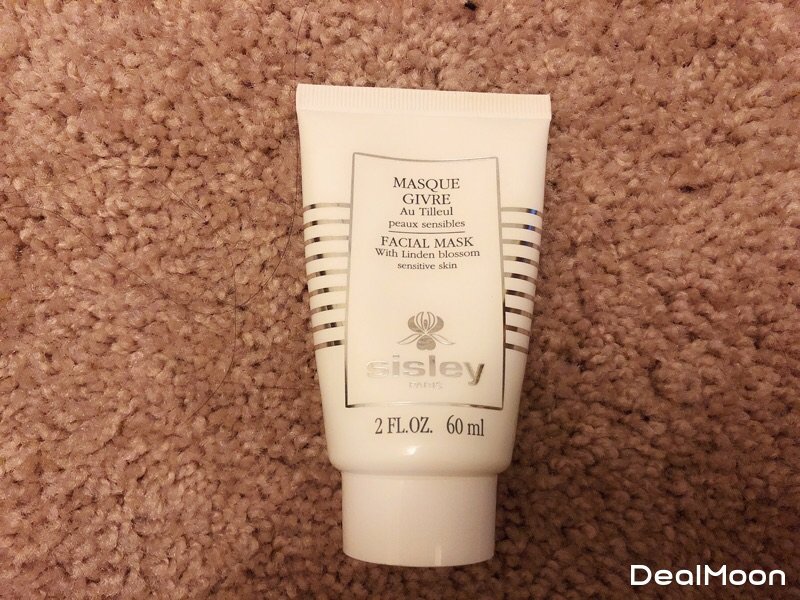 MASQUE
GIVRE
Au Tilleul
peaux sensibles
FACIAL MASK
With Linden blossom
sensitive skin
sisley
PARIS
2 FL.OZ. 60 ml
DealMoon